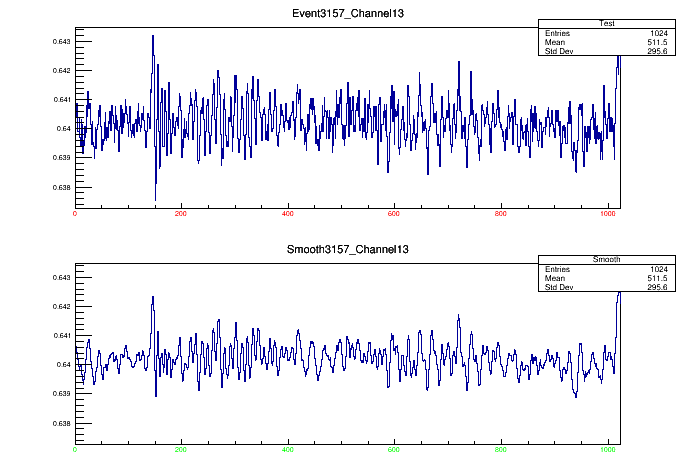 Event3157_Channel13
Test
Entries 1024
Mean 511.5
Std Dev 295.6
0.643
0.642
0.641
0.64
0.639
0.638
0 200 400 600 800 1000
Smooth3157_Channel13
Smooth
Entries 1024
Mean 511.5
Std Dev 295.6
0.643
0.642
0.641
0.64
0.639
0.638
0 200 400 600 800 1000